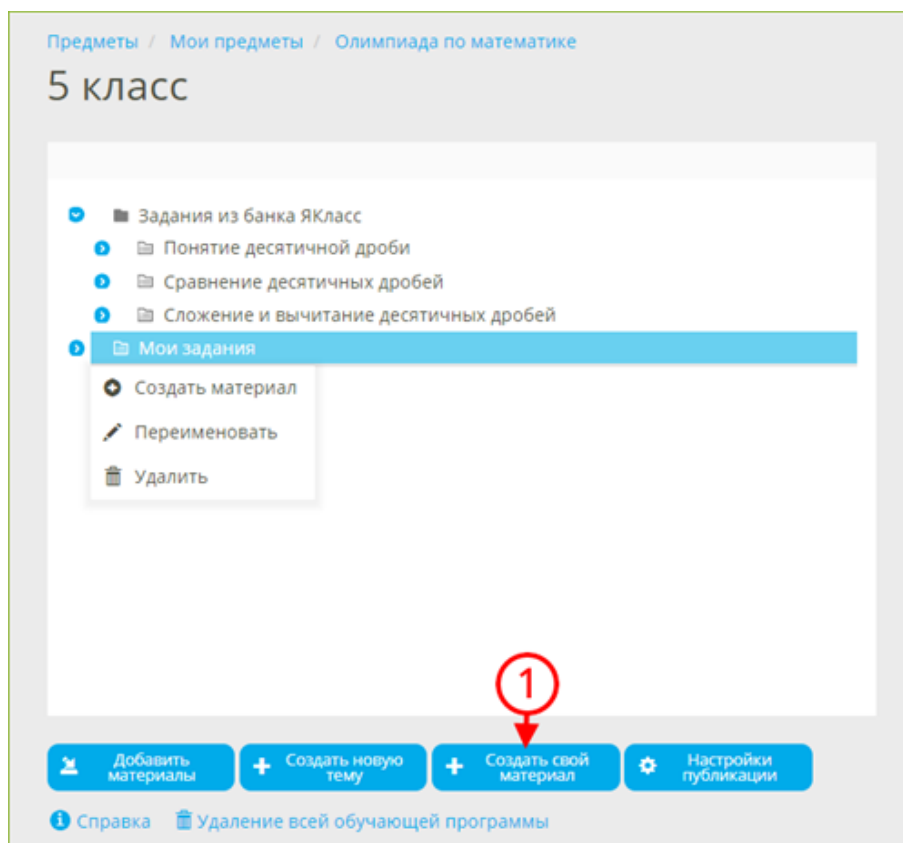 Предметы / Мои предметы / Олимпиада по математике
5 класс
Задания из банка ЯКласс
Понятие десятичной дроби
Сравнение десятичных дробей
Сложение и вычитание десятичных дробей
Мои задания
Создать материал
Переименовать
Удалить
1
Добавить материалы
Создать новую тему
Создать свой материал
Настройки публикации
Справка Удаление всей обучающей программы